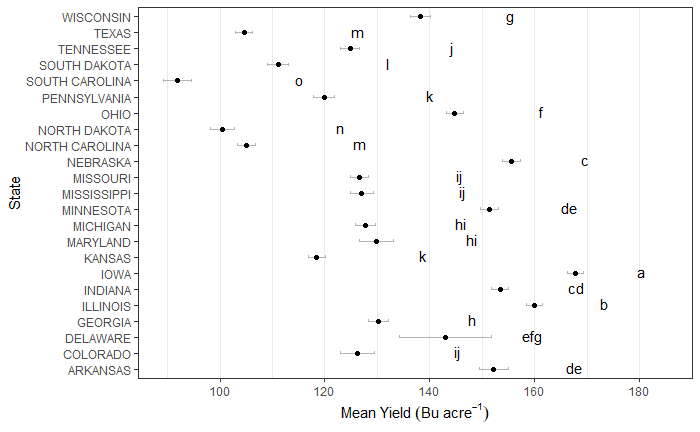 WISCONSIN g
TEXAS m
TENNESSEE j
SOUTH DAKOTA l
SOUTH CAROLINA o
PENNSYLVANIA k
OHIO f
NORTH DAKOTA n
NORTH CAROLINA m
NEBRASKA c
MISSOURI ij
MISSISSIPPI ij
MINNESOTA de
MICHIGAN hi
MARYLAND hi
KANSAS k
IOWA a
INDIANA cd
ILLINOIS b
GEORGIA h
DELAWARE efg
COLORADO ij
ARKANSAS de
State
100 120 140 160 180
Mean Yield (Bu acre⁻¹)